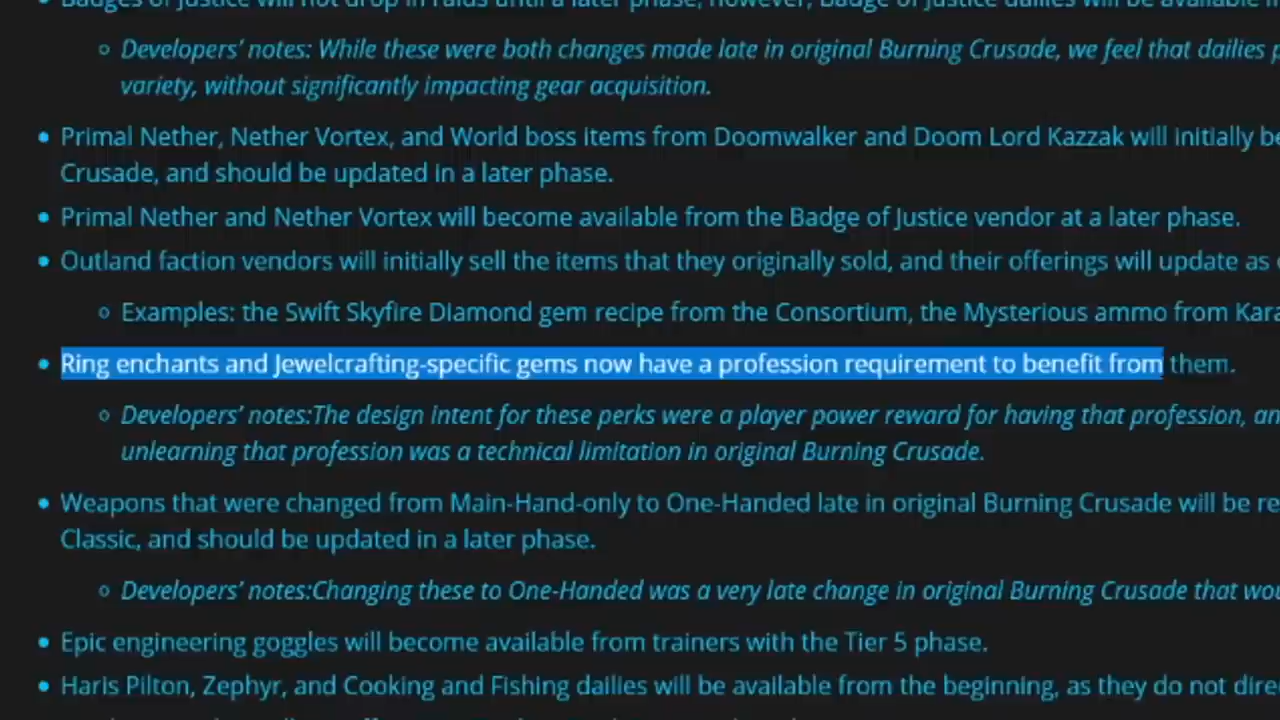 Badges of Justice will not drop in raids until a later phase, however, Badge of Justice dailies will be available
Developers' notes: While these were both changes made late in original Burning Crusade, we feel that dailies
variety, without significantly impacting gear acquisition.
Primal Nether, Nether Vortex, and World boss items from Doomwalker and Doom Lord Kazzak will initially be
Crusade, and should be updated in a later phase.
Primal Nether and Nether Vortex will become available from the Badge of Justice vendor at a later phase.
Outland faction vendors will initially sell the items that they originally sold, and their offerings will update as
Examples: the Swift Skyfire Diamond gem recipe from the Consortium, the Mysterious ammo from Kara
Ring enchants and Jewelcrafting-specific gems now have a profession requirement to benefit from them.
Developers' notes:The design intent for these perks were a player power reward for having that profession, an
unlearning that profession was a technical limitation in original Burning Crusade.
Weapons that were changed from Main-Hand-only to One-Handed late in original Burning Crusade will be re
Classic, and should be updated in a later phase.
Developers' notes:Changing these to One-Handed was a very late change in original Burning Crusade that wou
Epic engineering goggles will become available from trainers with the Tier 5 phase.
Haris Pilton, Zephyr, and Cooking and Fishing dailies will be available from the beginning, as they do not dire